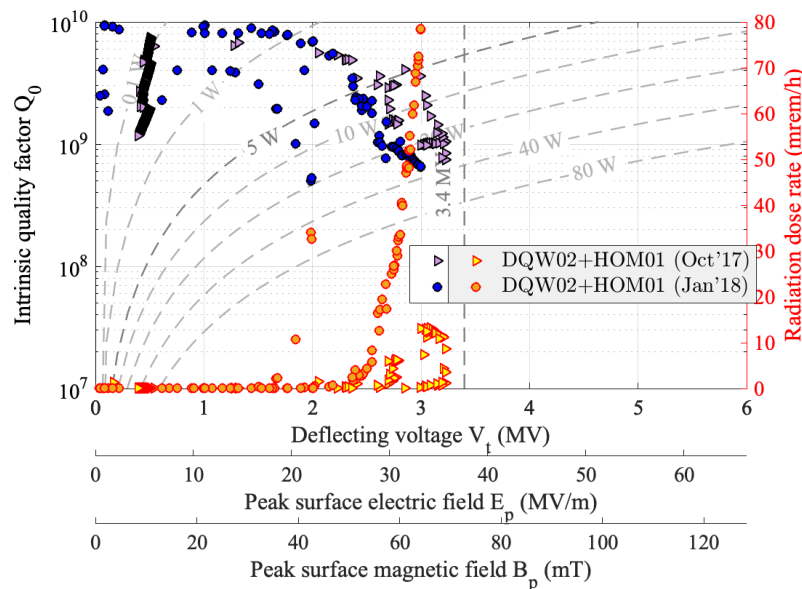 10^10
10^9
10^8
10^7
Intrinsic quality factor Q_0
80
70
60
50
40
30
20
10
0
Radiation dose rate (mrem/h)
0.1 W
1 W
5 W
10 W
40 W
80 W
DQW02+HOM01 (Oct'17)
DQW02+HOM01 (Jan'18)
0 1 2 3 4 5 6
Deflecting voltage V_t (MV)
0 10 20 30 40 50 60
Peak surface electric field E_p (MV/m)
0 20 40 60 80 100 120
Peak surface magnetic field B_p (mT)